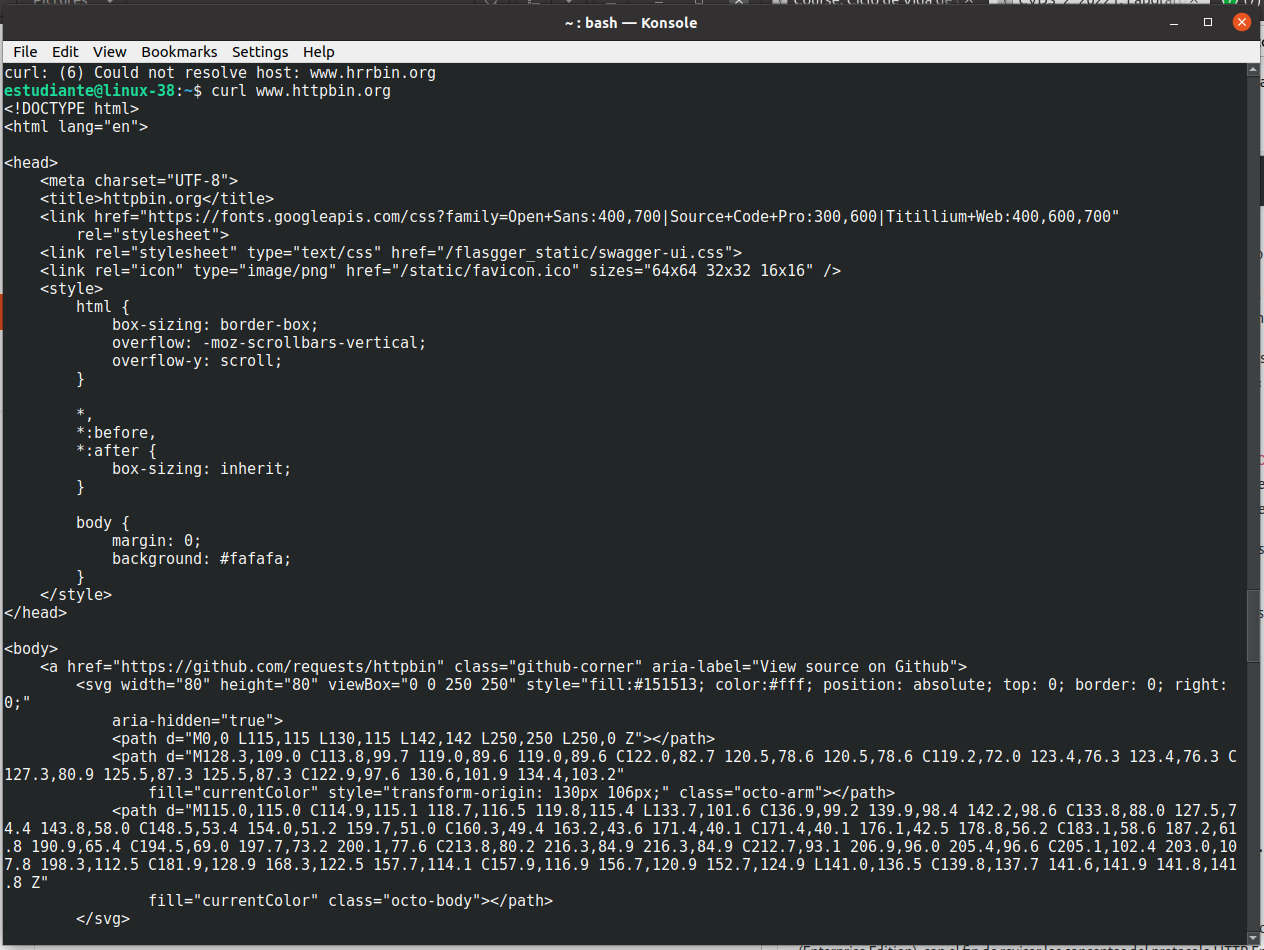 Pictures
Course: Ciclo de Vida de
~ : bash — Konsole
File Edit View Bookmarks Settings Help
curl: (6) Could not resolve host: www.hrrbin.org
estudiante@linux-38:~$ curl www.httpbin.org
<!DOCTYPE html>
<html lang="en">
<head>
    <meta charset="UTF-8">
    <title>httpbin.org</title>
    <link href="https://fonts.googleapis.com/css?family=Open+Sans:400,700|Source+Code+Pro:300,600|Titillium+Web:400,600,700"
        rel="stylesheet">
    <link rel="stylesheet" type="text/css" href="/flasgger_static/swagger-ui.css">
    <link rel="icon" type="image/png" href="/static/favicon.ico" sizes="64x64 32x32 16x16" />
    <style>
        html {
            box-sizing: border-box;
            overflow: -moz-scrollbars-vertical;
            overflow-y: scroll;
        }
        *,
        *:before,
        *:after {
            box-sizing: inherit;
        }
        body {
            margin: 0;
            background: #fafafa;
        }
    </style>
</head>
<body>
    <a href="https://github.com/requests/httpbin" class="github-corner" aria-label="View source on Github">
        <svg width="80" height="80" viewBox="0 0 250 250" style="fill:#151513; color:#fff; position: absolute; top: 0; border: 0; right:
0;"
            aria-hidden="true">
            <path d="M0,0 L115,115 L130,115 L142,142 L250,250 L250,0 Z"></path>
            <path d="M128.3,109.0 C113.8,99.7 119.0,89.6 119.0,89.6 C122.0,82.7 120.5,78.6 120.5,78.6 C119.2,72.0 123.4,76.3 123.4,76.3 C
127.3,80.9 125.5,87.3 125.5,87.3 C122.9,97.6 130.6,101.9 134.4,103.2"
                fill="currentColor" style="transform-origin: 130px 106px;" class="octo-arm"></path>
            <path d="M115.0,115.0 C114.9,115.1 118.7,116.5 119.8,115.4 L133.7,101.6 C136.9,99.2 139.9,98.4 142.2,98.6 C133.8,88.0 127.5,7
4.4 143.8,58.0 C148.5,53.4 154.0,51.2 159.7,51.0 C160.3,49.4 163.2,43.6 171.4,40.1 C171.4,40.1 176.1,42.5 178.8,56.2 C183.1,58.6 187.2,61
.8 190.9,65.4 C194.5,69.0 197.7,73.2 200.1,77.6 C213.8,80.2 216.3,84.9 216.3,84.9 C212.7,93.1 206.9,96.0 205.4,96.6 C205.1,102.4 203.0,10
7.8 198.3,112.5 C181.9,128.9 168.3,122.5 157.7,114.1 C157.9,116.9 156.7,120.9 152.7,124.9 L141.0,136.5 C139.8,137.7 141.6,141.9 141.8,141
.8 Z"
                fill="currentColor" class="octo-body"></path>
        </svg>